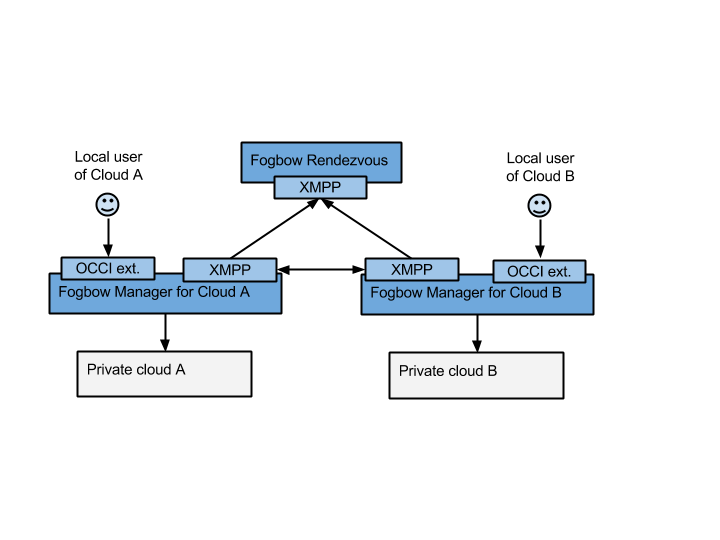 Local user
of Cloud A
Fogbow Rendezvous
XMPP
Local user
of Cloud B
OCCI ext.
XMPP
Fogbow Manager for Cloud A
XMPP
OCCI ext.
Fogbow Manager for Cloud B
Private cloud A
Private cloud B